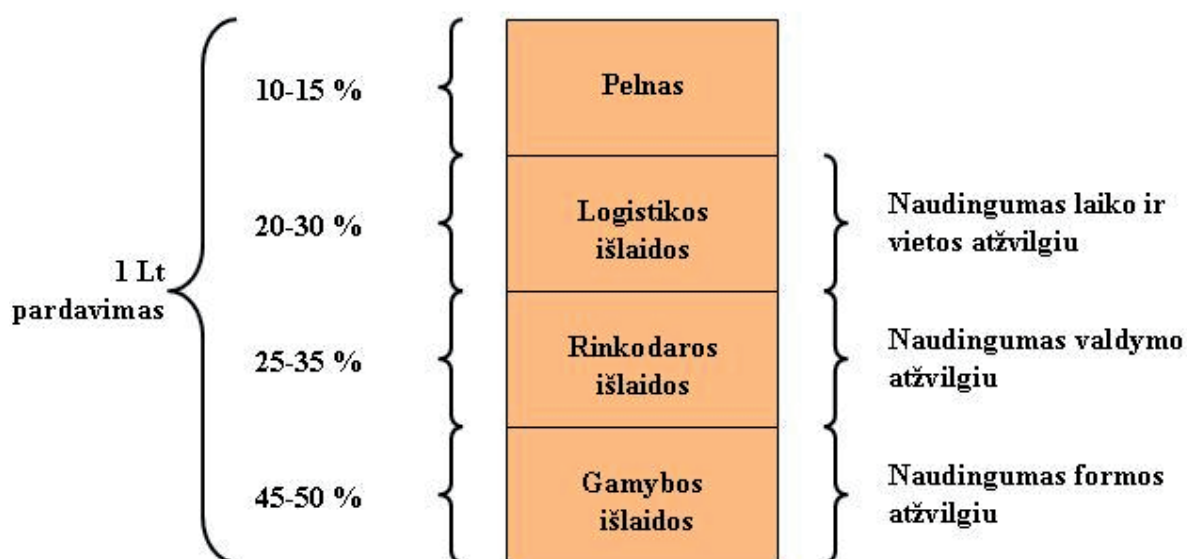 10-15 %
Pelnas
20-30 %
Logistikos
išlaidos
Naudingumas laiko ir
vietos atžvilgiu
1 Lt
pardavimas
25-35 %
Rinkodaros
išlaidos
Naudingumas valdymo
atžvilgiu
45-50 %
Gamybos
išlaidos
Naudingumas formos
atžvilgiu